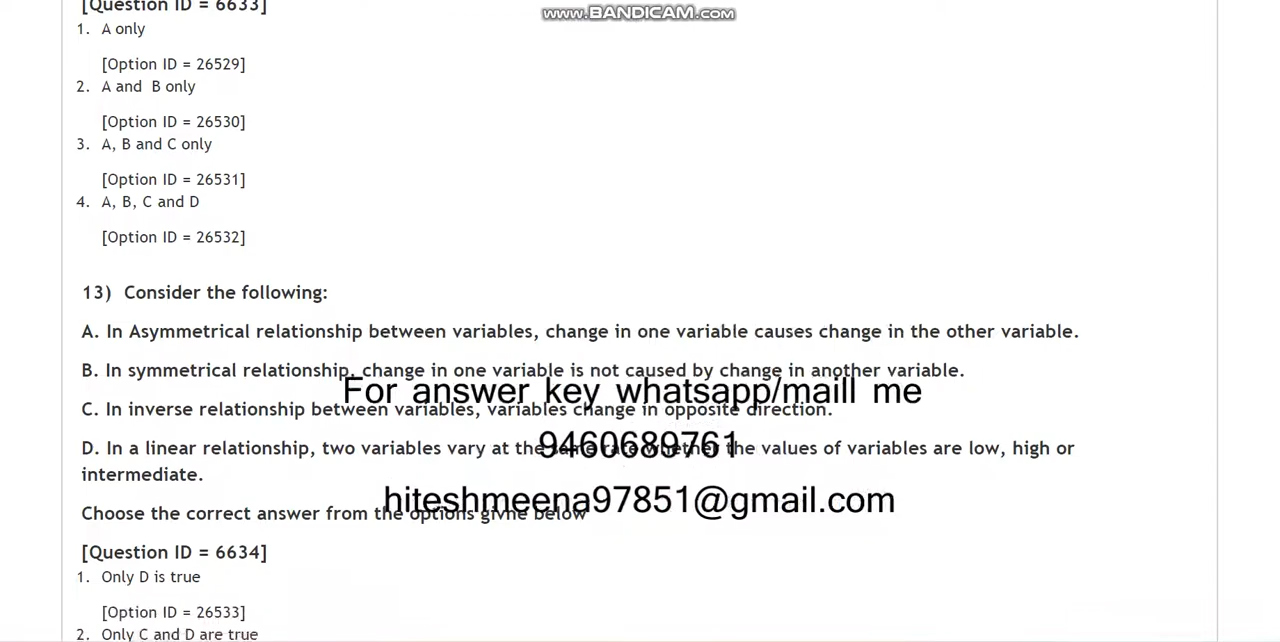 [Question ID = 6633]
www.BANDICAM.com
1. A only
[Option ID = 26529]
2. A and B only
[Option ID = 26530]
3. A, B and C only
[Option ID = 26531]
4. A, B, C and D
[Option ID = 26532]
13) Consider the following:
A. In Asymmetrical relationship between variables, change in one variable causes change in the other variable.
B. In symmetrical relationship, change in one variable is not caused by change in another variable.
For answer key whatsapp/maill me
C. In inverse relationship between variables, variables change in opposite direction.
9460689761
D. In a linear relationship, two variables vary at the same rate whether the values of variables are low, high or
intermediate.
hiteshmeena97851@gmail.com
Choose the correct answer from the options givne below
[Question ID = 6634]
1. Only D is true
[Option ID = 26533]
2. Only C and D are true